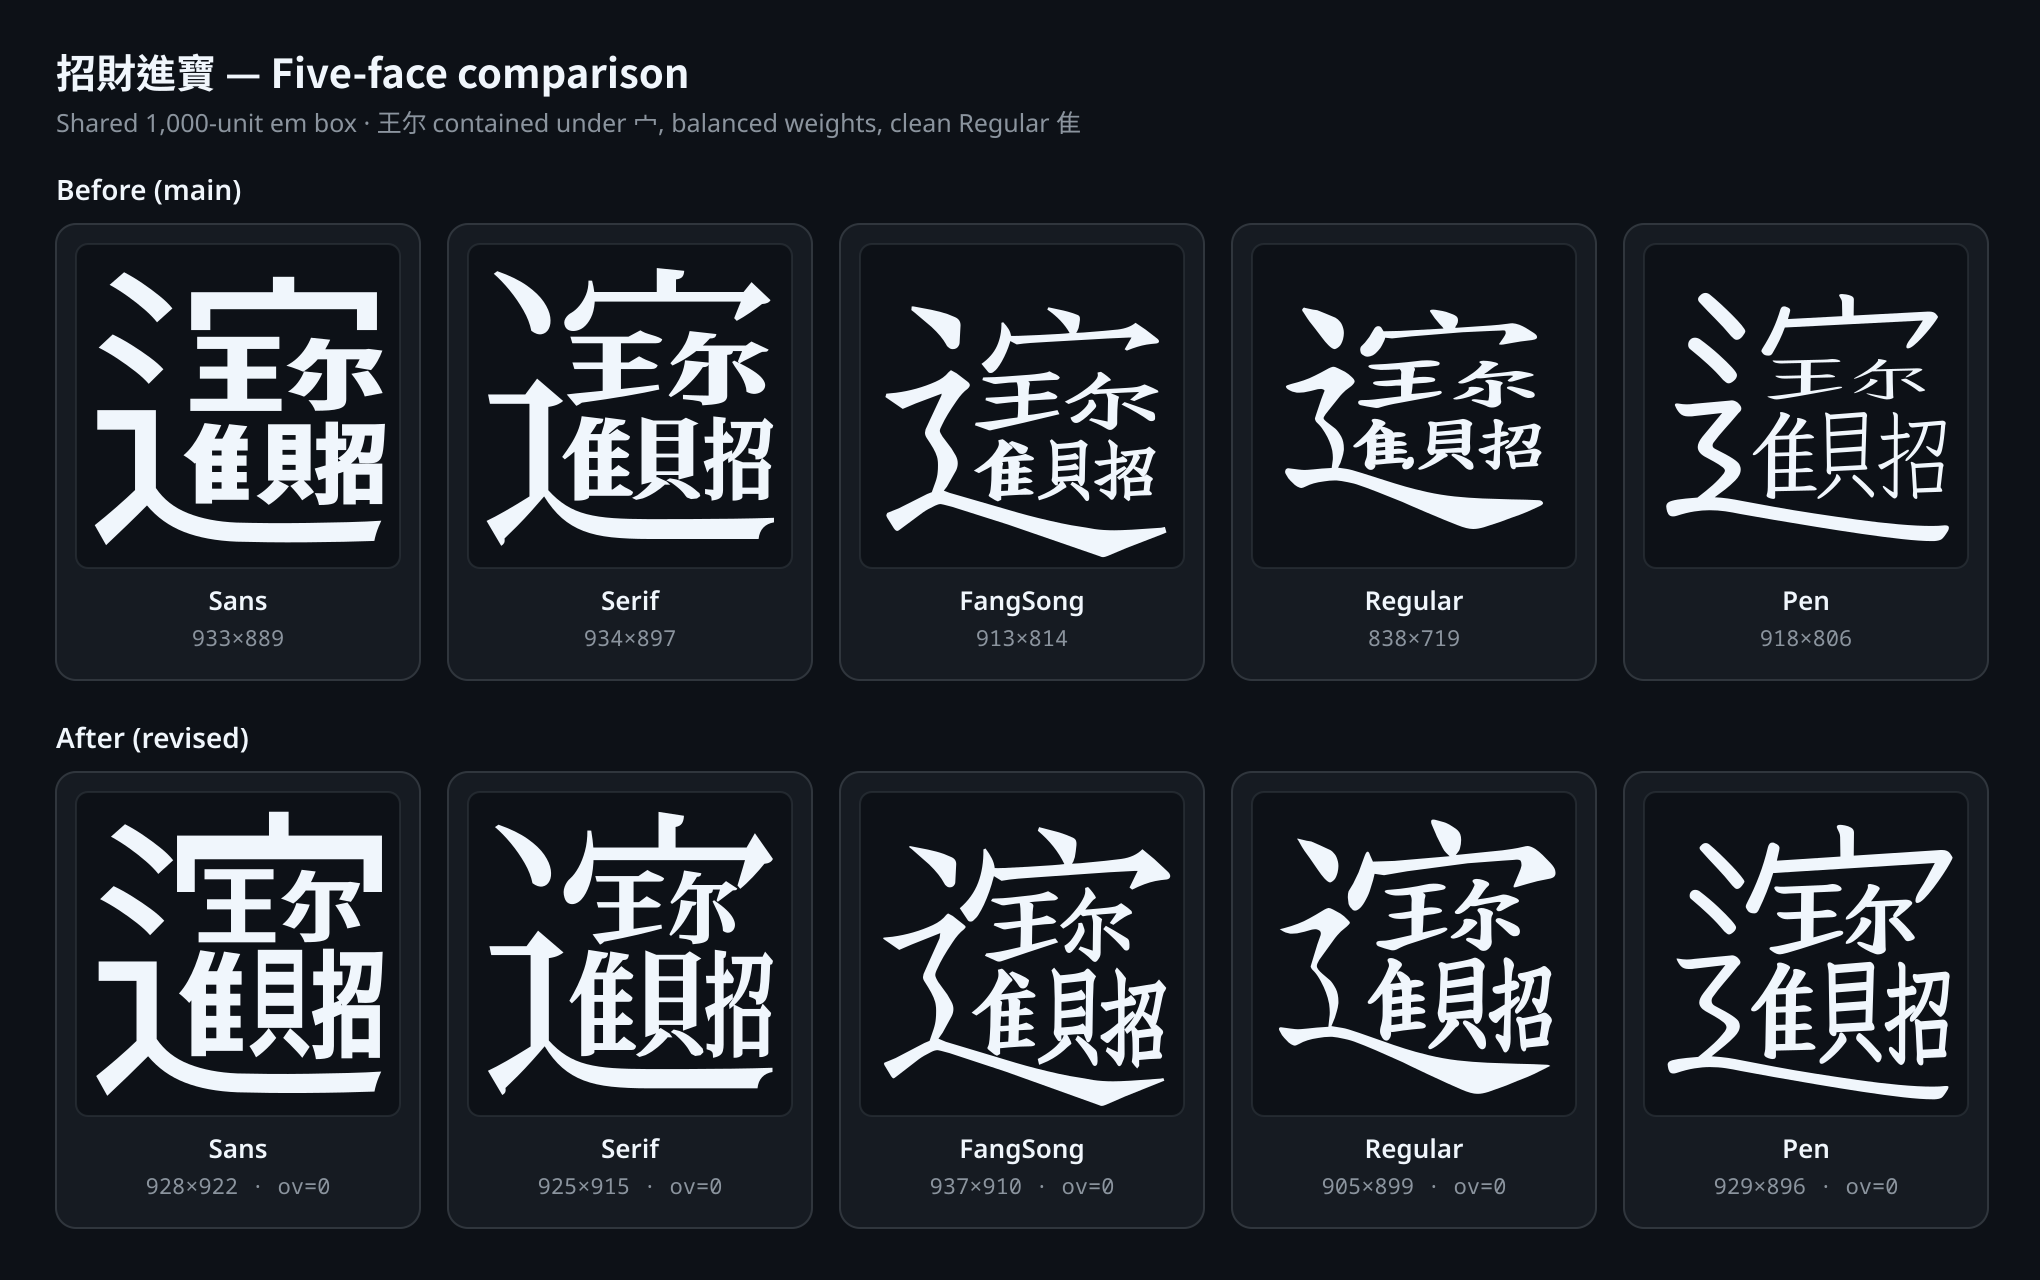 招財進寶 — Five-face comparison
Shared 1,000-unit em box · 王尔 contained under 宀, balanced weights, clean Regular 隹
Before (main)
Sans
933×889
Serif
934×897
FangSong
913×814
Regular
838×719
Pen
918×806
After (revised)
Sans
928×922 · ov=0
Serif
925×915 · ov=0
FangSong
937×910 · ov=0
Regular
905×899 · ov=0
Pen
929×896 · ov=0